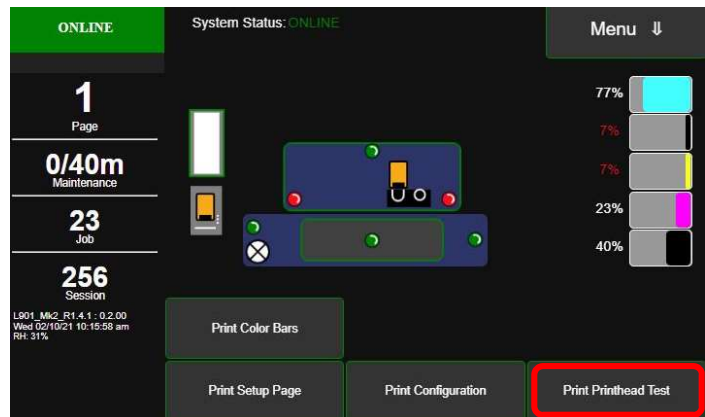 ONLINE
System Status: ONLINE
Menu ⇓
1
Page
0/40m
Maintenance
23
Job
256
Session
L901_Mk2_R1.4.1 : 0.2.00
Wed 02/10/21 10:15:58 am
RH: 31%
77%
7%
7%
23%
40%
Print Color Bars
Print Setup Page
Print Configuration
Print Printhead Test